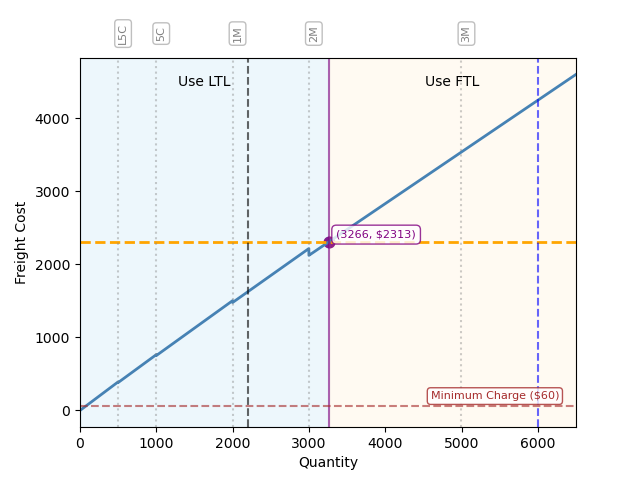 L5C 5C 1M 2M 3M
Use LTL Use FTL
4000
3000
2000
1000
0
Freight Cost
(3266, $2313)
Minimum Charge ($60)
0 1000 2000 3000 4000 5000 6000
Quantity